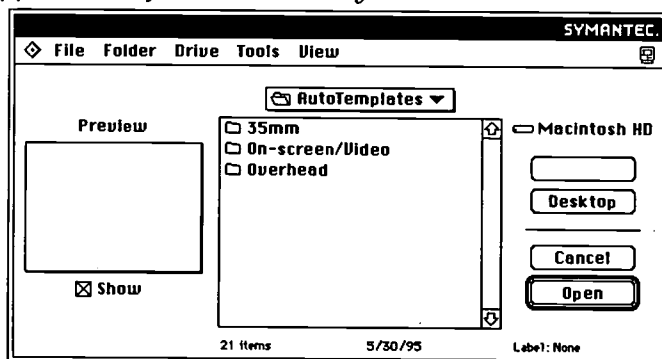 SYMANTEC.
File Folder Drive Tools View
AutoTemplates
Preview
35mm
On-screen/Video
Overhead
Macintosh HD
Desktop
Cancel
Open
Show
21 items 5/30/95 Label: None